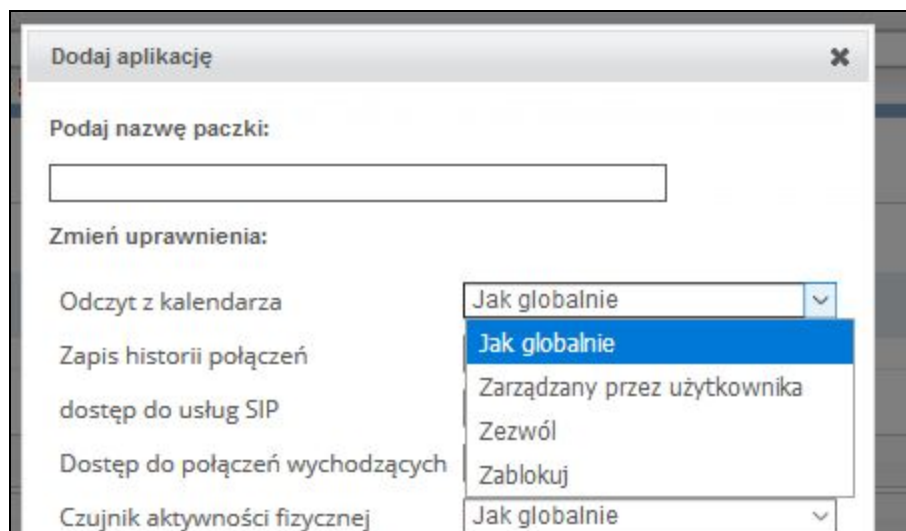 Dodaj aplikację
Podaj nazwę paczki:
Zmień uprawnienia:
Odczyt z kalendarza Jak globalnie
Jak globalnie
Zapis historii połączeń
Zarządzany przez użytkownika
dostęp do usług SIP
Zezwól
Dostęp do połączeń wychodzących
Zablokuj
Czujnik aktywności fizycznej Jak globalnie